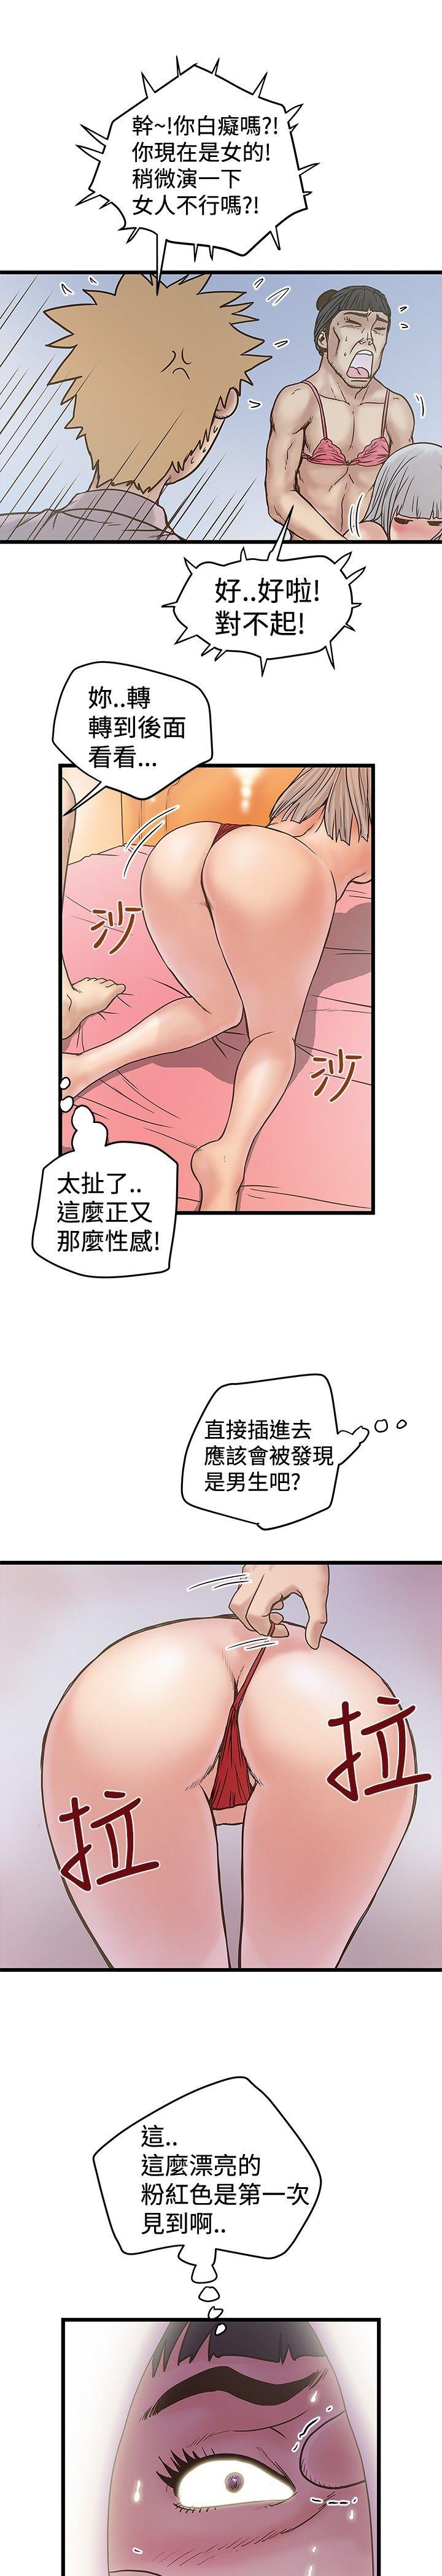 幹~!你白癡嗎?!
你現在是女的!
稍微演一下
女人不行嗎?!
好..好啦!
對不起!
妳..轉
轉到後面
看看...
沙
沙
太扯了..
這麼正又
那麼性感!
直接插進去
應該會被發現
是男生吧?
拉
拉
這..
這麼漂亮的
粉紅色是第一次
見到啊..